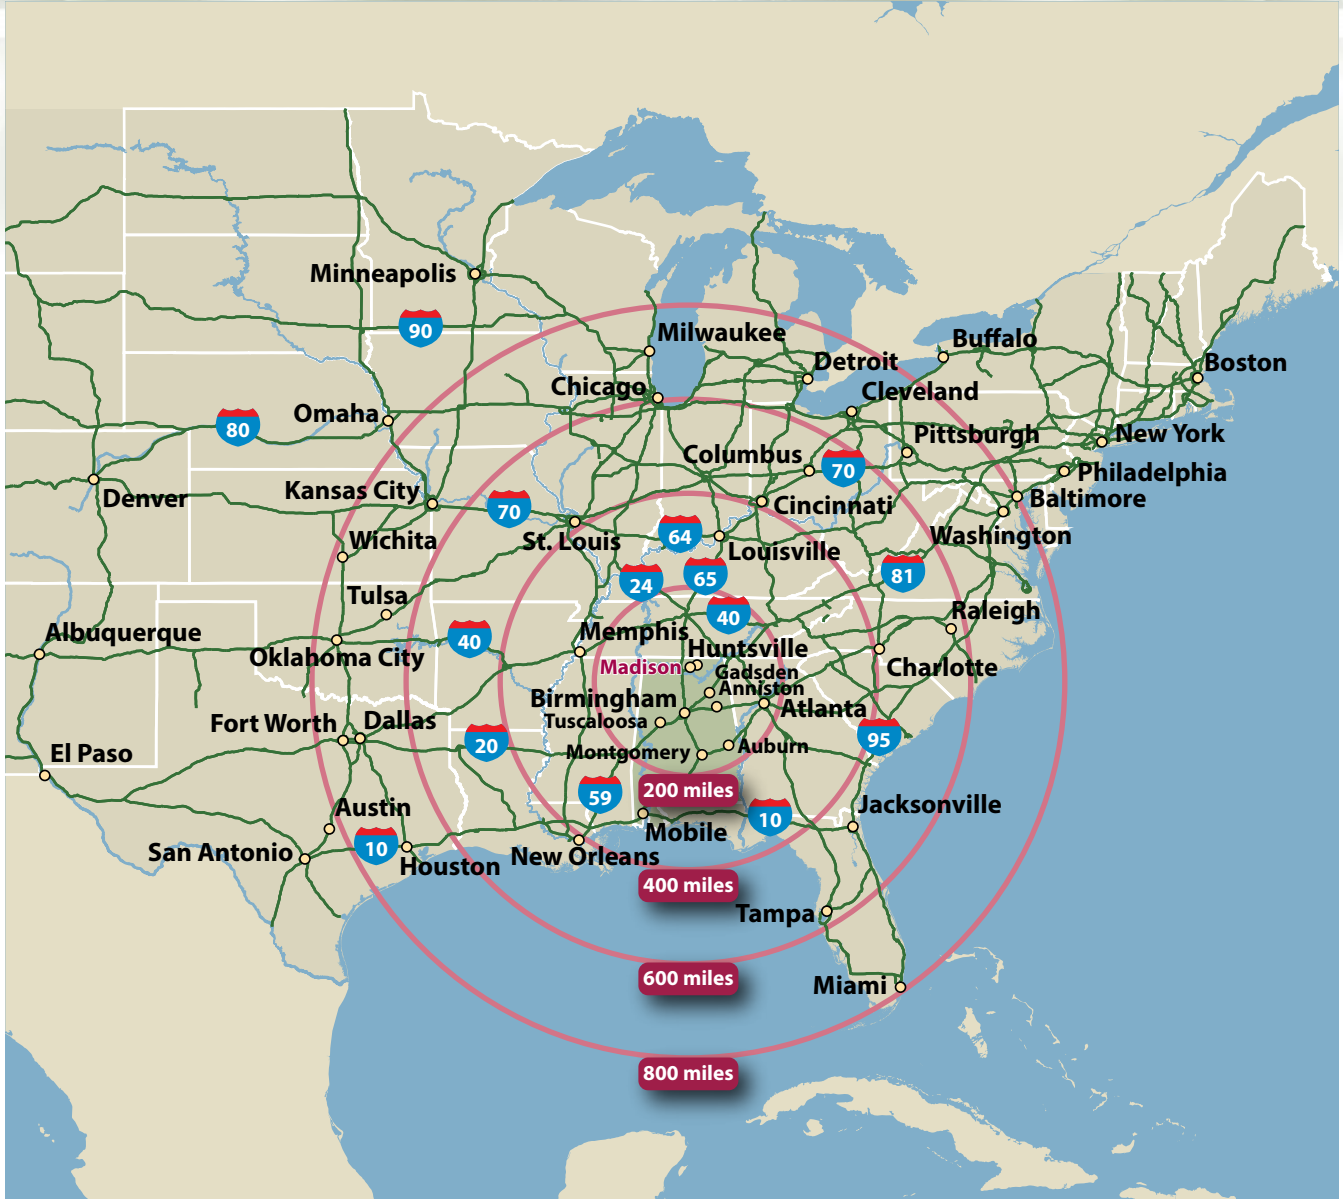 Minneapolis
90
Milwaukee
Buffalo
Detroit
Boston
Chicago
Cleveland
Omaha
80
Pittsburgh
New York
Columbus
70
Philadelphia
Denver
Kansas City
Baltimore
70
Cincinnati
Wichita
St. Louis
64
Louisville
Washington
24
65
81
Tulsa
40
Raleigh
Albuquerque
40
Memphis
Oklahoma City
Huntsville
Madison
Gadsden
Charlotte
Anniston
Birmingham
Atlanta
Fort Worth
Dallas
Tuscaloosa
20
95
El Paso
Montgomery
Auburn
200 miles
59
Austin
Jacksonville
10
Mobile
San Antonio
10
Houston
New Orleans
400 miles
Tampa
600 miles
Miami
800 miles